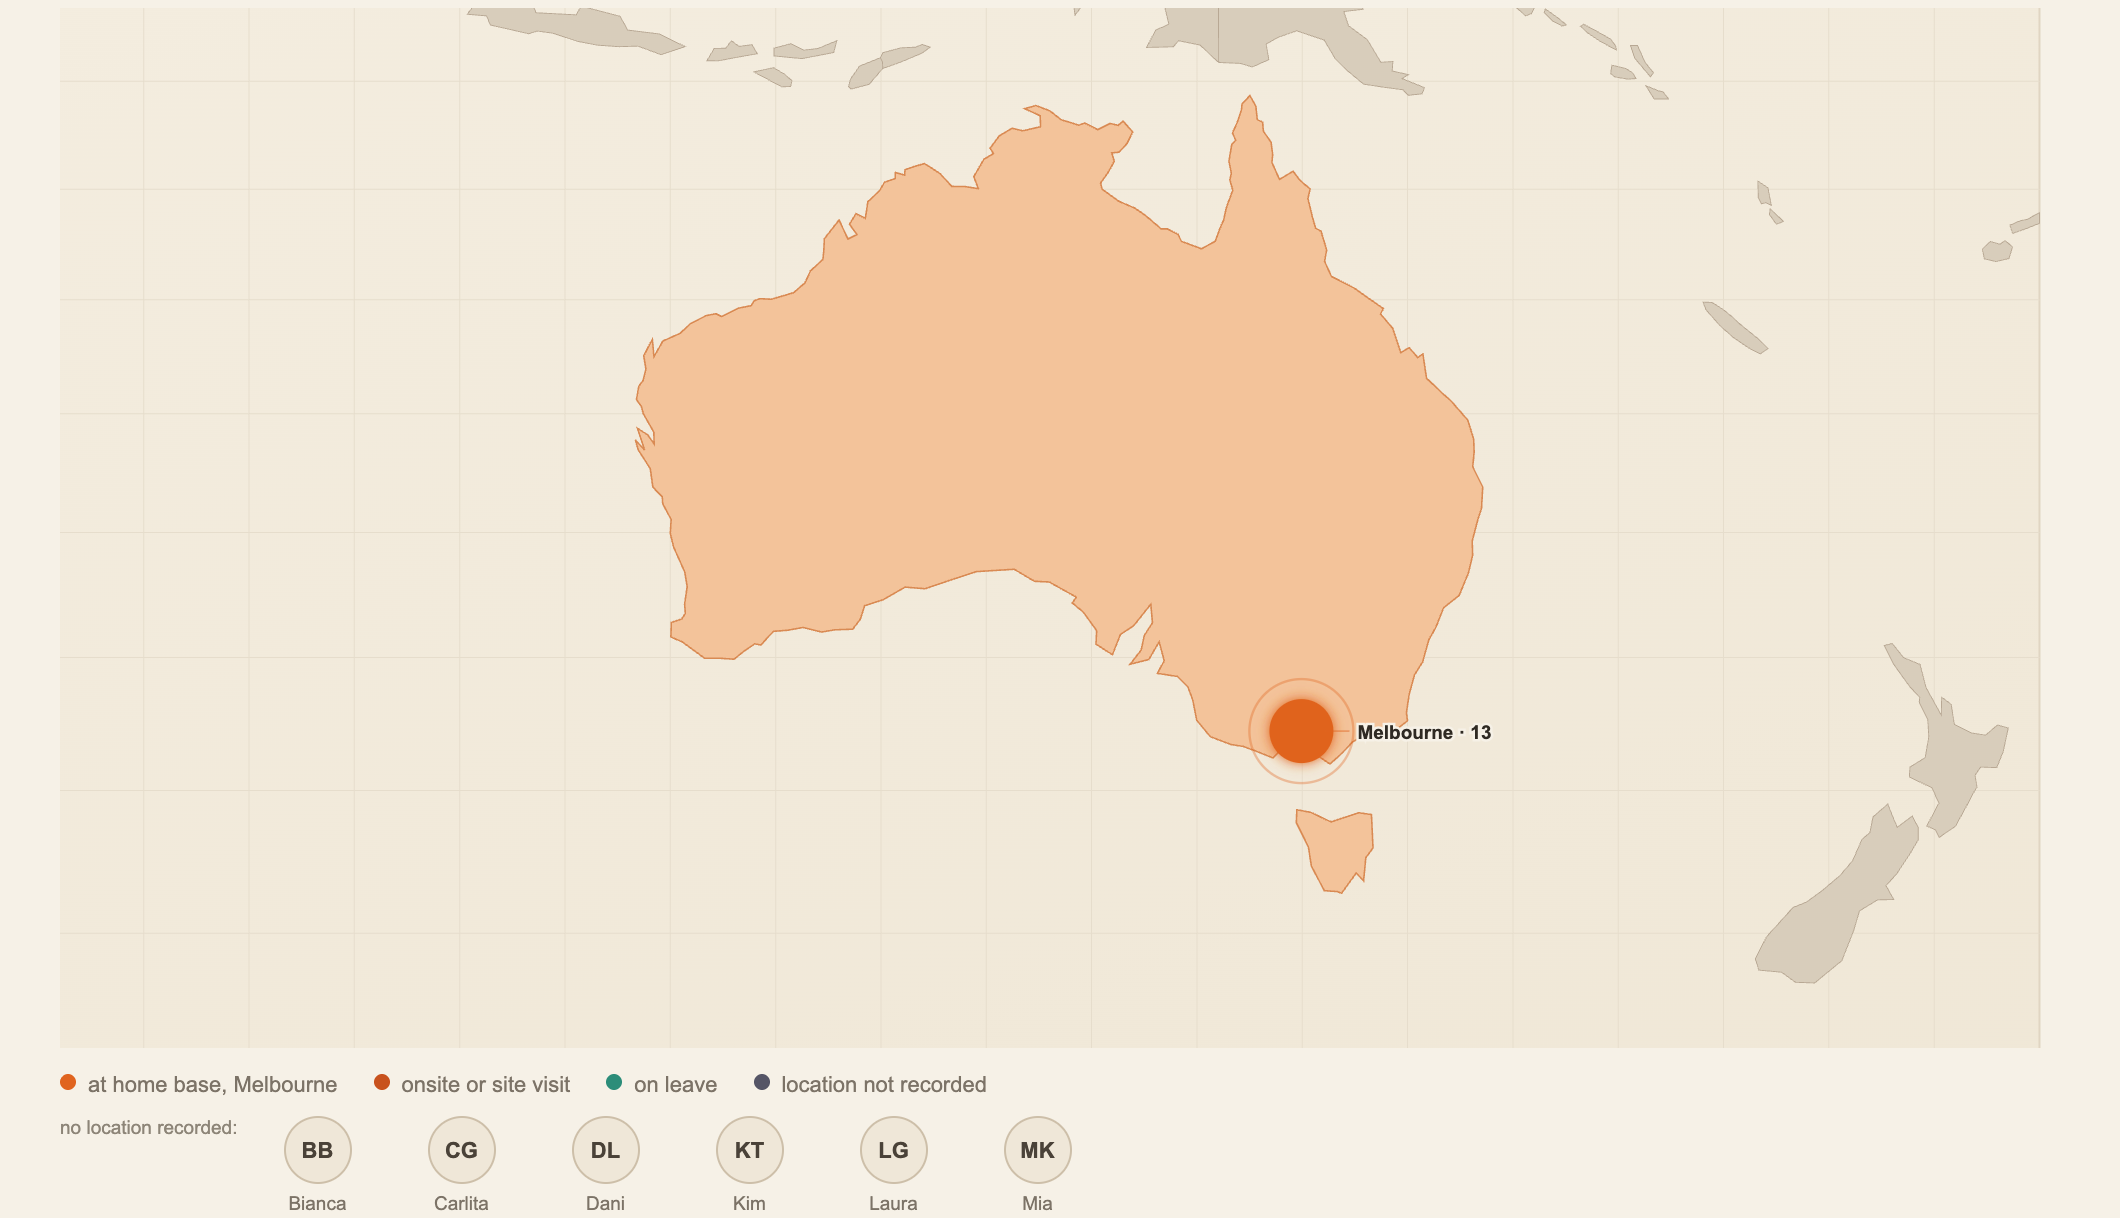 Melbourne · 13
at home base, Melbourne
onsite or site visit
on leave
location not recorded
no location recorded:
BB
CG
DL
KT
LG
MK
Bianca
Carlita
Dani
Kim
Laura
Mia